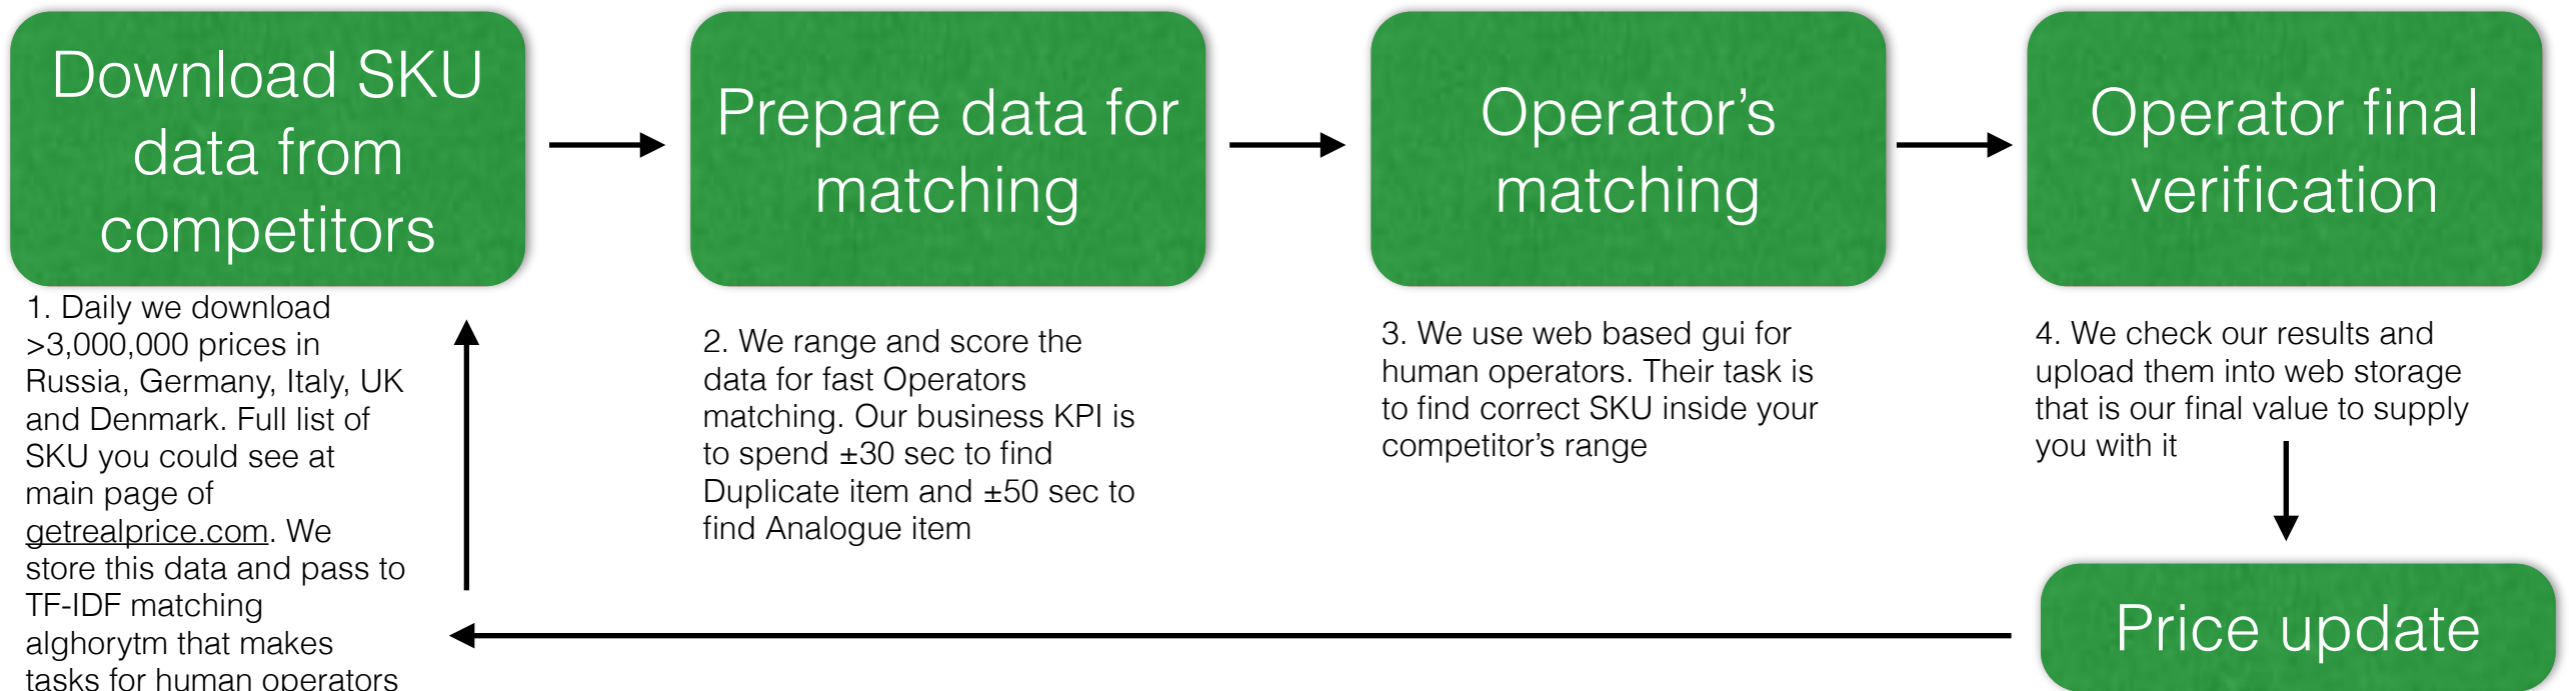 Download SKU
data from
competitors
Prepare data for
matching
Operator’s
matching
Operator final
verification
1. Daily we download
>3,000,000 prices in
Russia, Germany, Italy, UK
and Denmark. Full list of
SKU you could see at
main page of
getrealprice.com. We
store this data and pass to
TF-IDF matching
alghorytm that makes
tasks for human operators
2. We range and score the
data for fast Operators
matching. Our business KPI is
to spend ±30 sec to find
Duplicate item and ±50 sec to
find Analogue item
3. We use web based gui for
human operators. Their task is
to find correct SKU inside your
competitor’s range
4. We check our results and
upload them into web storage
that is our final value to supply
you with it
Price update